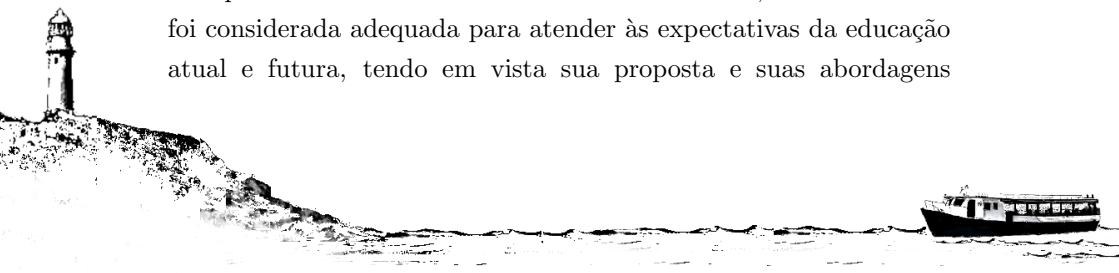 foi considerada adequada para atender às expectativas da educação
atual e futura, tendo em vista sua proposta e suas abordagens